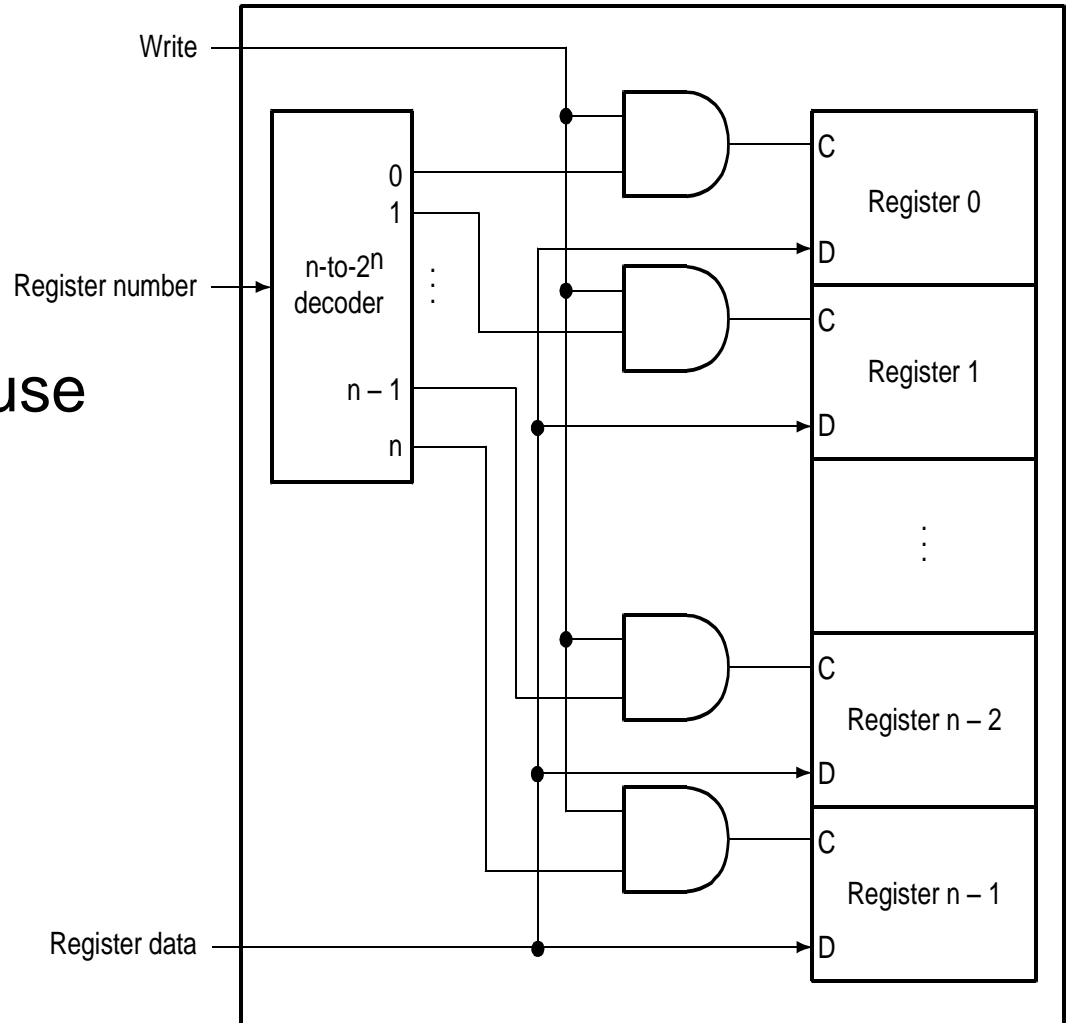 Write
C
0
Register 0
1
D
n-to-2ⁿ
decoder
Register number
C
Register 1
use
n – 1
D
n
C
Register n – 2
D
C
Register n – 1
Register data
D